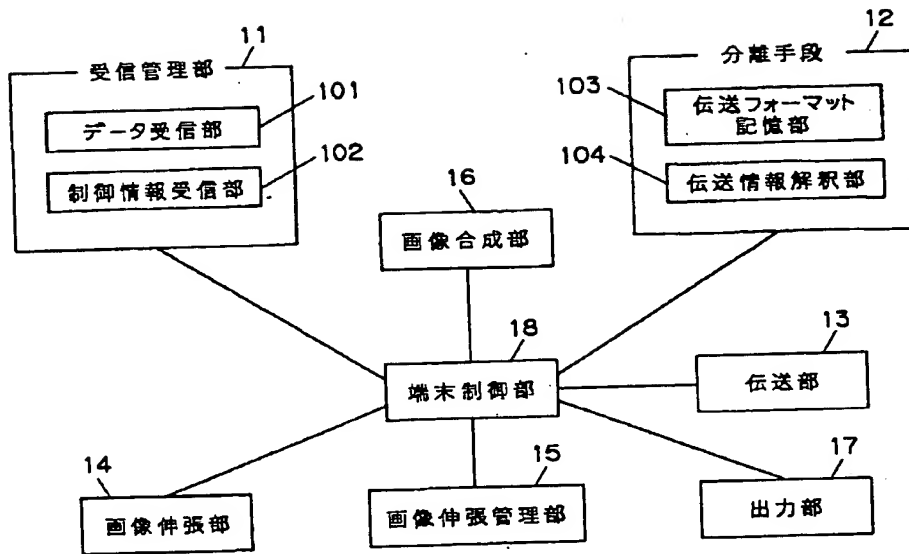 11
受信管理部
101
データ受信部
102
制御情報受信部
12
分離手段
103
伝送フォーマット
記憶部
104
伝送情報解釈部
16
画像合成部
18
端末制御部
13
伝送部
14
画像伸張部
15
画像伸張管理部
17
出力部